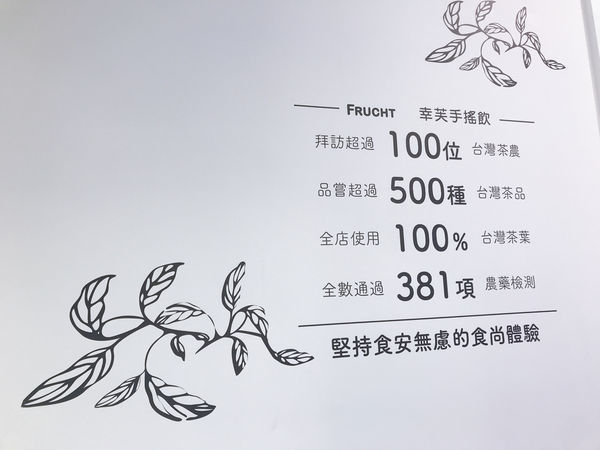 FRUCHT 幸芙手搖飲
拜訪超過 100位 台灣茶農
品嘗超過 500種 台灣茶品
全店使用 100% 台灣茶葉
全數通過 381項 農藥檢測
堅持食安無慮的食尚體驗